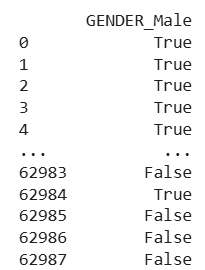 GENDER_Male
0 True
1 True
2 True
3 True
4 True
... ...
62983 False
62984 True
62985 False
62986 False
62987 False